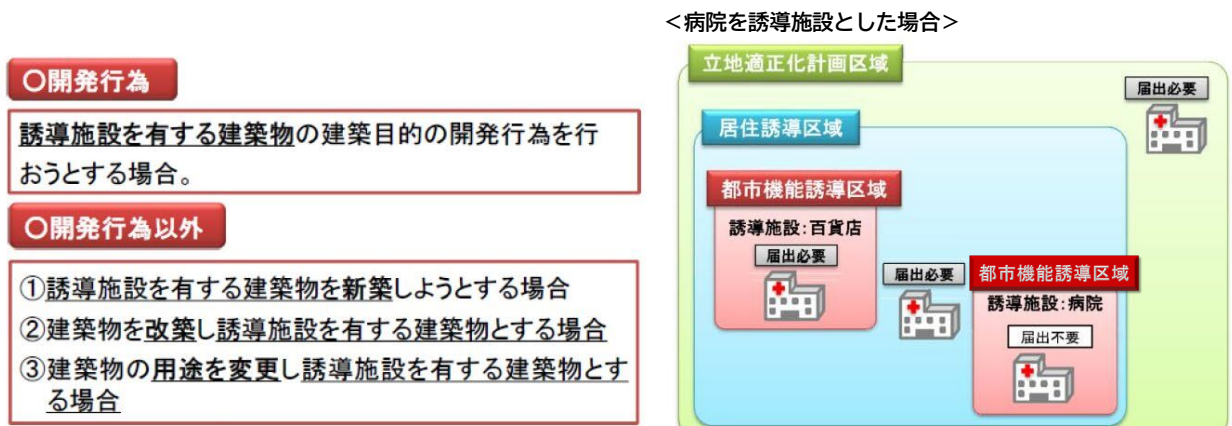 ○開発行為
誘導施設を有する建築物の建築目的の開発行為を行
おうとする場合。
○開発行為以外
①誘導施設を有する建築物を新築しようとする場合
②建築物を改築し誘導施設を有する建築物とする場合
③建築物の用途を変更し誘導施設を有する建築物とす
る場合
＜病院を誘導施設とした場合＞
立地適正化計画区域
届出必要
居住誘導区域
都市機能誘導区域
誘導施設:百貨店
届出必要
届出必要
都市機能誘導区域
誘導施設:病院
届出不要